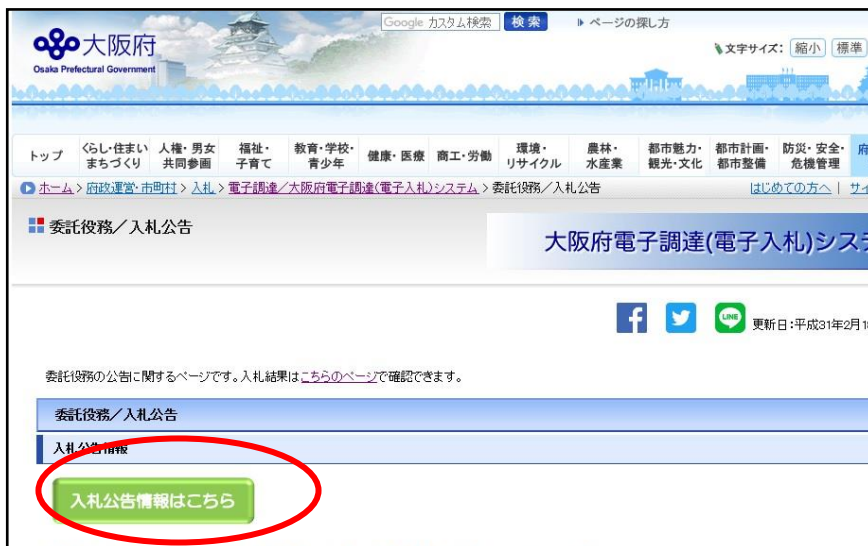 Google カスタム検索 検索 ページの探し方
大阪府
Osaka Prefectural Government
文字サイズ: 縮小 標準
トップ くらし・住まい まちづくり 人権・男女 共同参画 福祉・ 子育て 教育・学校・ 青少年 健康・医療 商工・労働 環境・ リサイクル 農林・ 水産業 都市魅力・ 観光・文化 都市計画・ 都市整備 防災・安全・ 危機管理 府
ホーム > 府政運営・市町村 > 入札 > 電子調達/大阪府電子調達(電子入札)システム > 委託役務/入札公告 はじめての方へ | サイ
委託役務/入札公告
大阪府電子調達(電子入札)システ
LINE 更新日:平成31年2月1
委託役務の公告に関するページです。入札結果はこちらのページで確認できます。
委託役務/入札公告
入札公告情報
入札公告情報はこちら